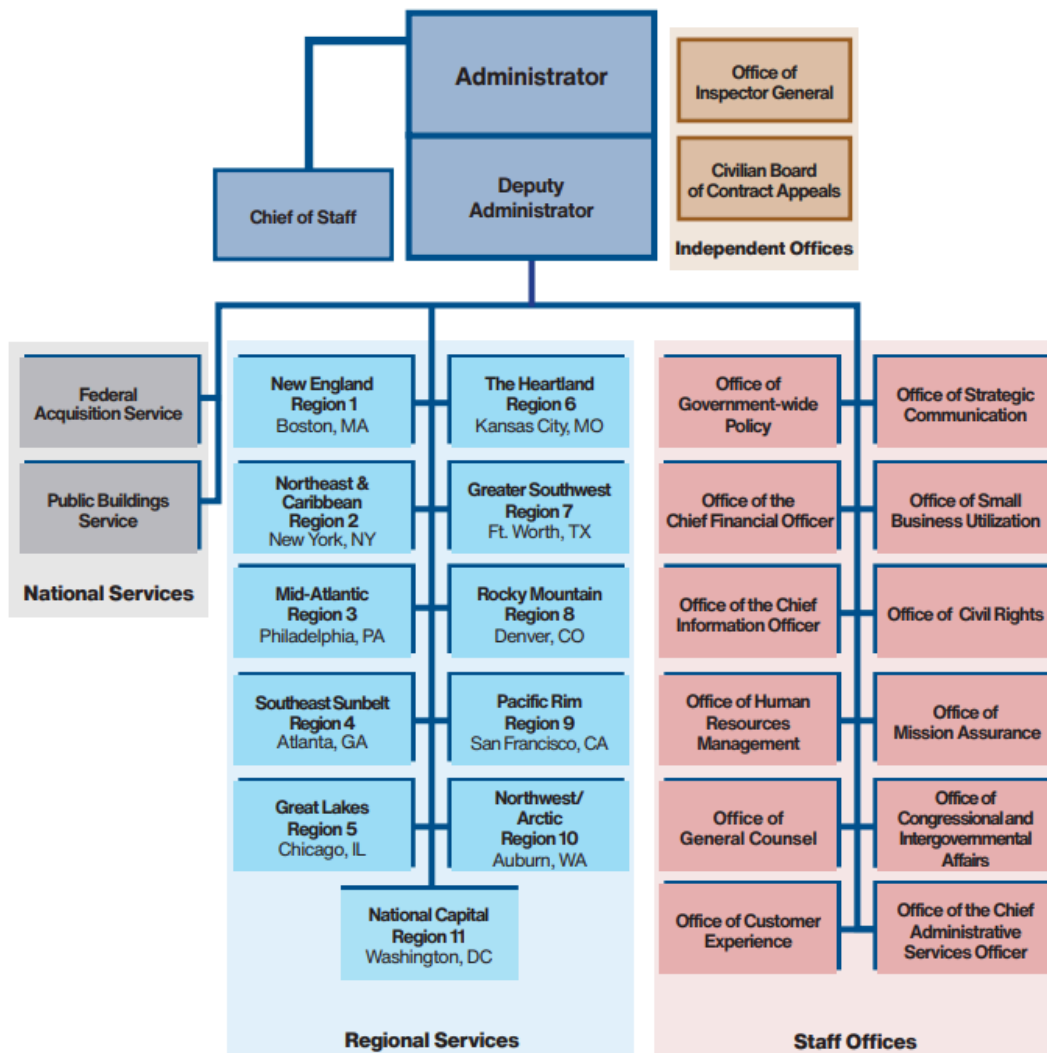 Administrator
Deputy
Administrator
Chief of Staff
Office of
Inspector General
Civilian Board
of Contract Appeals
Independent Offices
Federal
Acquisition Service
Public Buildings
Service
National Services
New England
Region 1
Boston, MA
The Heartland
Region 6
Kansas City, MO
Northeast &
Caribbean
Region 2
New York, NY
Greater Southwest
Region 7
Ft. Worth, TX
Mid-Atlantic
Region 3
Philadelphia, PA
Rocky Mountain
Region 8
Denver, CO
Southeast Sunbelt
Region 4
Atlanta, GA
Pacific Rim
Region 9
San Francisco, CA
Great Lakes
Region 5
Chicago, IL
Northwest/
Arctic
Region 10
Auburn, WA
National Capital
Region 11
Washington, DC
Regional Services
Office of
Government-wide
Policy
Office of Strategic
Communication
Office of the
Chief Financial Officer
Office of Small
Business Utilization
Office of the Chief
Information Officer
Office of Civil Rights
Office of Human
Resources
Management
Office of
Mission Assurance
Office of
General Counsel
Office of
Congressional and
Intergovernmental
Affairs
Office of Customer
Experience
Office of the Chief
Administrative
Services Officer
Staff Offices